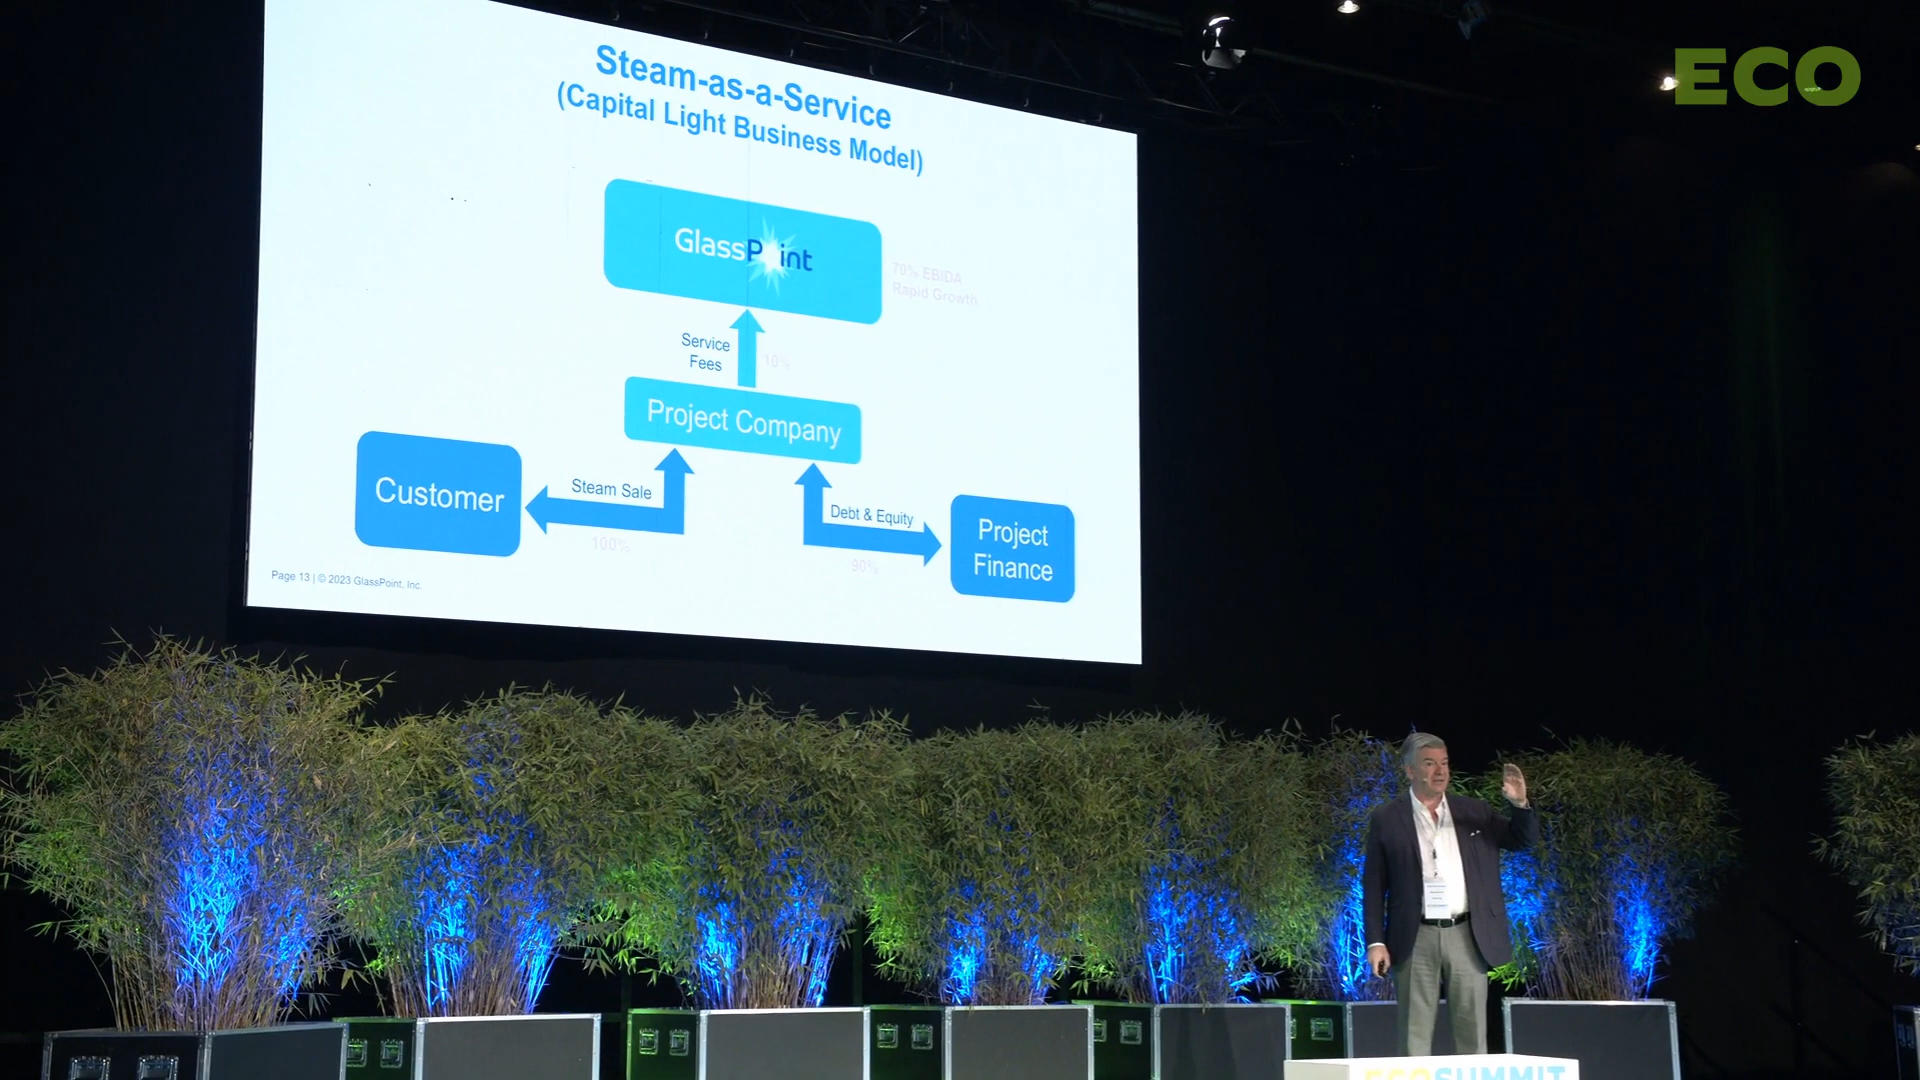 ECO
Steam-as-a-Service
(Capital Light Business Model)
GlassPoint
70% EBIDA
Rapid Growth
Service
Fees
10%
Project Company
Customer
Steam Sale
100%
Debt & Equity
90%
Project
Finance
Page 13 | © 2023 GlassPoint, Inc.
ECOSUMMIT